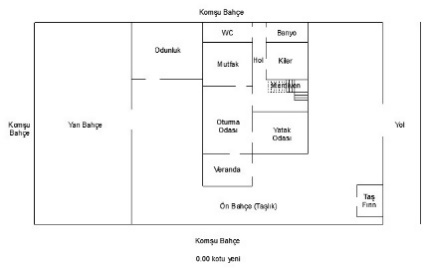 Komşu Bahçe
WC
Banyo
Odunluk
Mutfak
Hol
Kiler
Merdiven
Komşu
Bahçe
Yan Bahçe
Oturma
Odası
Yatak
Odası
Yol
Veranda
Taş
Fırın
Ön Bahçe (Taşlık)
Komşu Bahçe
0.00 kotu yeni